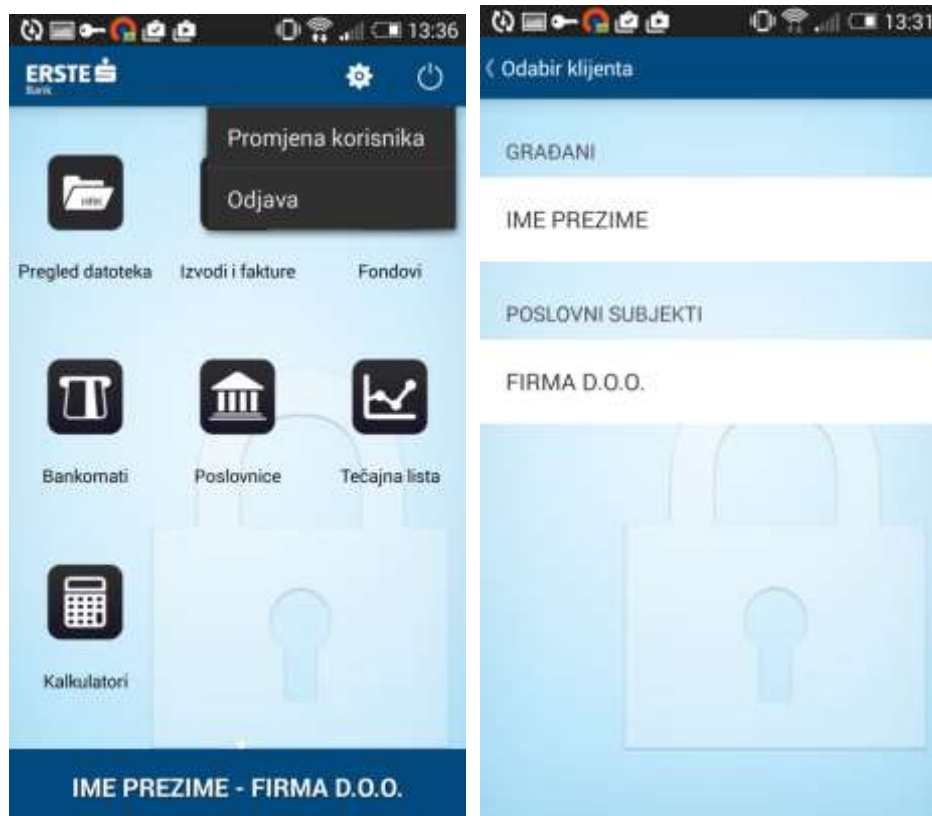 13:36
ERSTE
Bank
Promjena korisnika
Odjava
HRK
Pregled datoteka
Izvodi i fakture
Fondovi
Bankomati
Poslovnice
Tečajna lista
Kalkulatori
IME PREZIME - FIRMA D.O.O.
13:31
Odabir klijenta
GRAĐANI
IME PREZIME
POSLOVNI SUBJEKTI
FIRMA D.O.O.